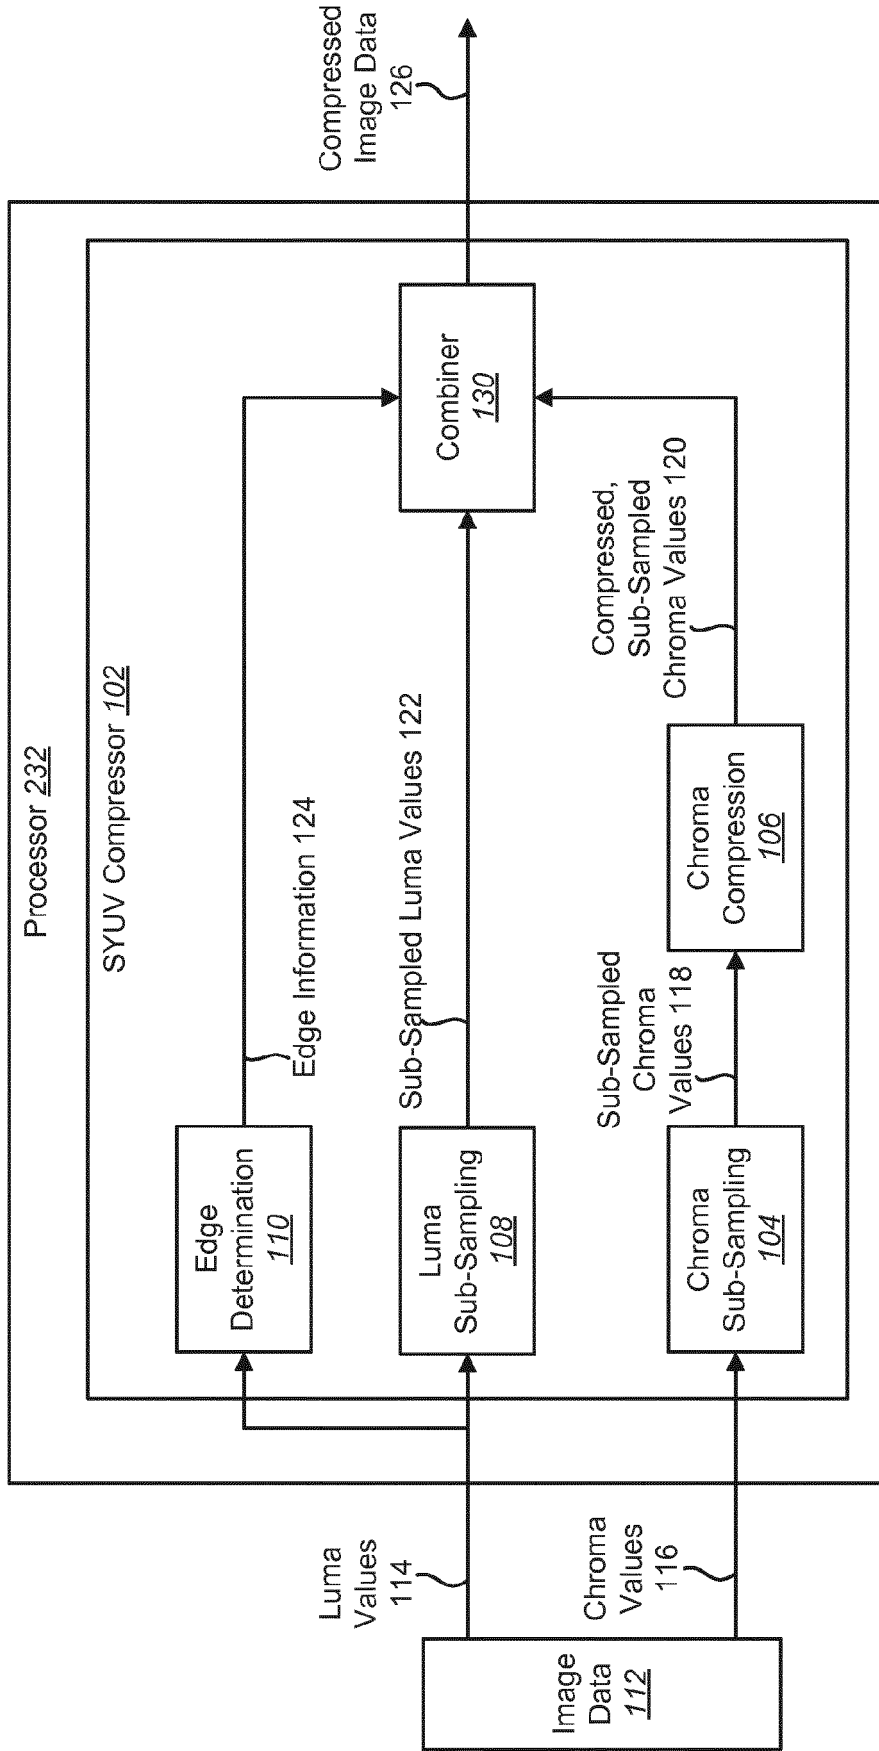 Processor 232
SYUV Compressor 102
Image
Data
112
Luma
Values
114
Chroma
Values
116
Edge
Determination
110
Luma
Sub-Sampling
108
Chroma
Sub-Sampling
104
Edge Information 124
Sub-Sampled Luma Values 122
Sub-Sampled
Chroma
Values 118
Chroma
Compression
106
Compressed,
Sub-Sampled
Chroma Values 120
Combiner
130
Compressed
Image Data
126